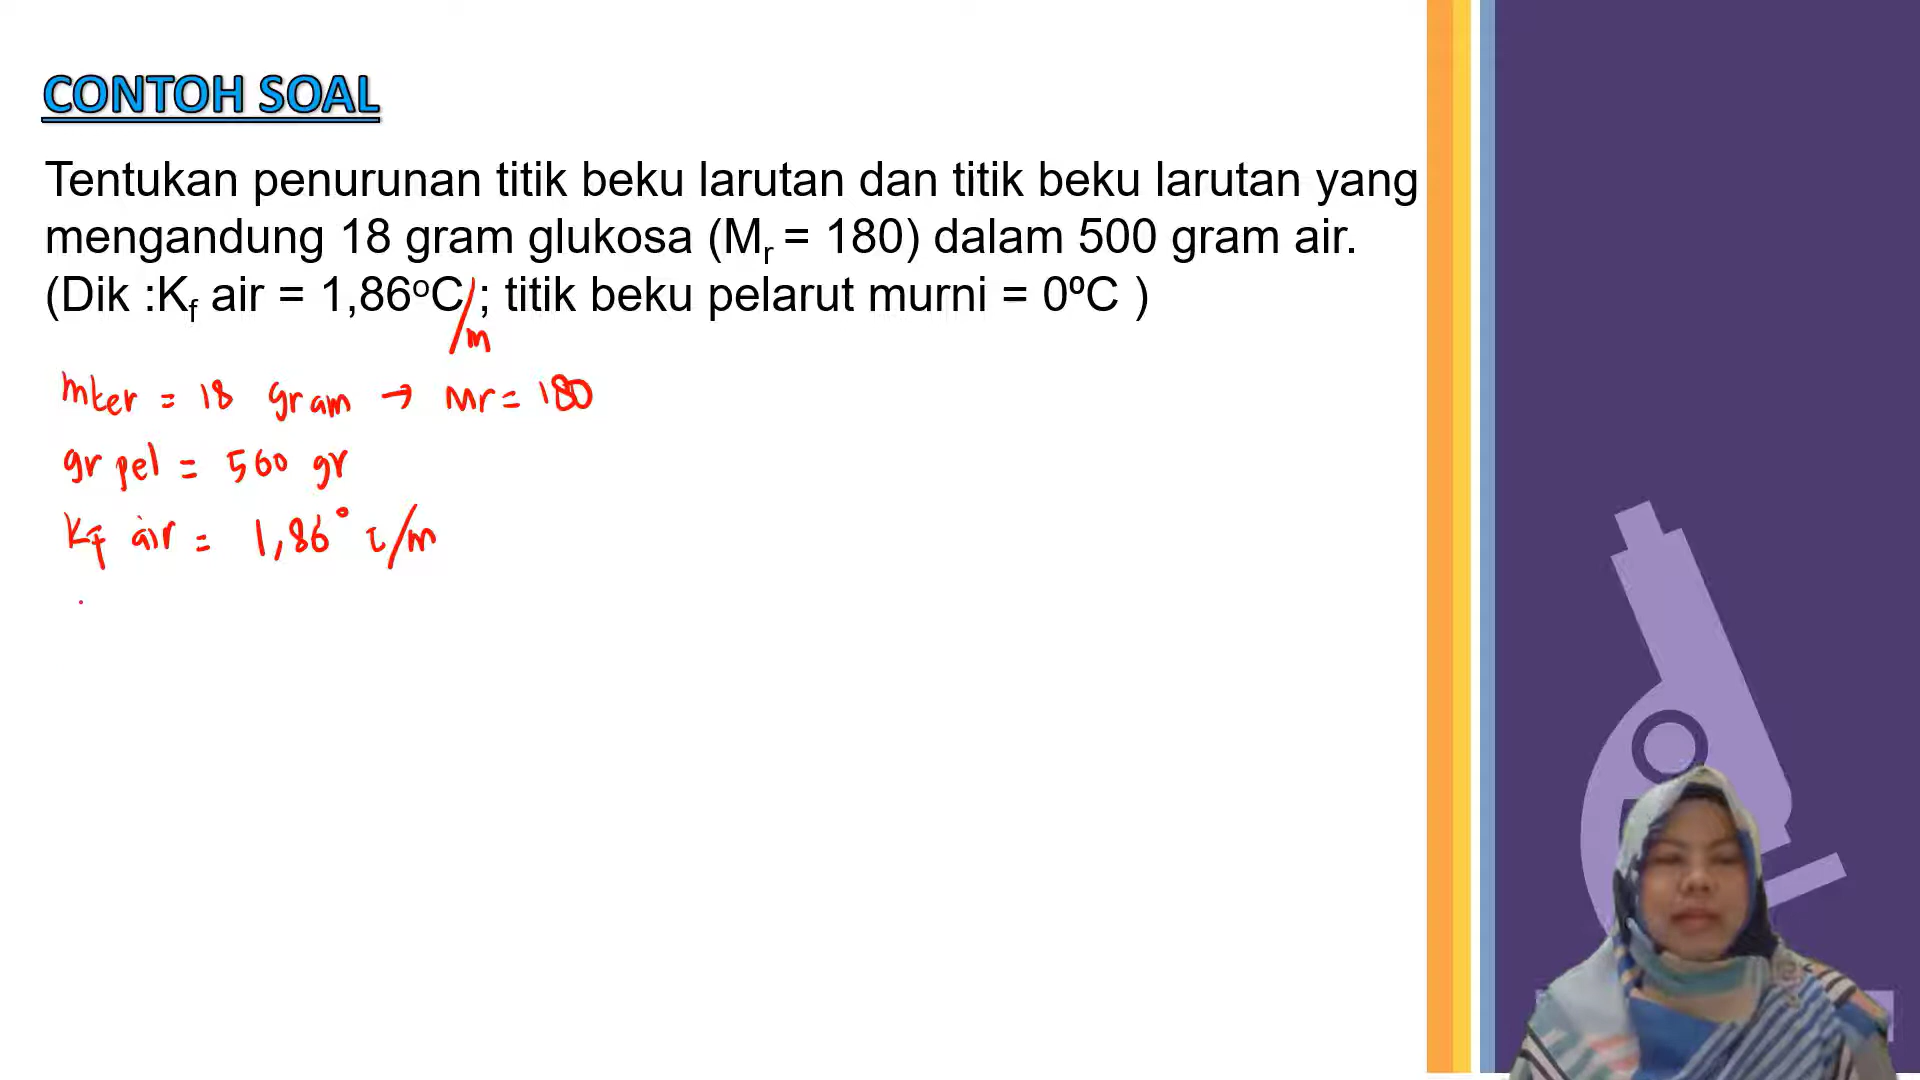 CONTOH SOAL
Tentukan penurunan titik beku larutan dan titik beku larutan yang
mengandung 18 gram glukosa (Mr = 180) dalam 500 gram air.
(Dik :Kf air = 1,86ºC/m; titik beku pelarut murni = 0ºC )
mter = 18 gram → Mr = 180
gr pel = 500 gr
Kf air = 1,86° c/m